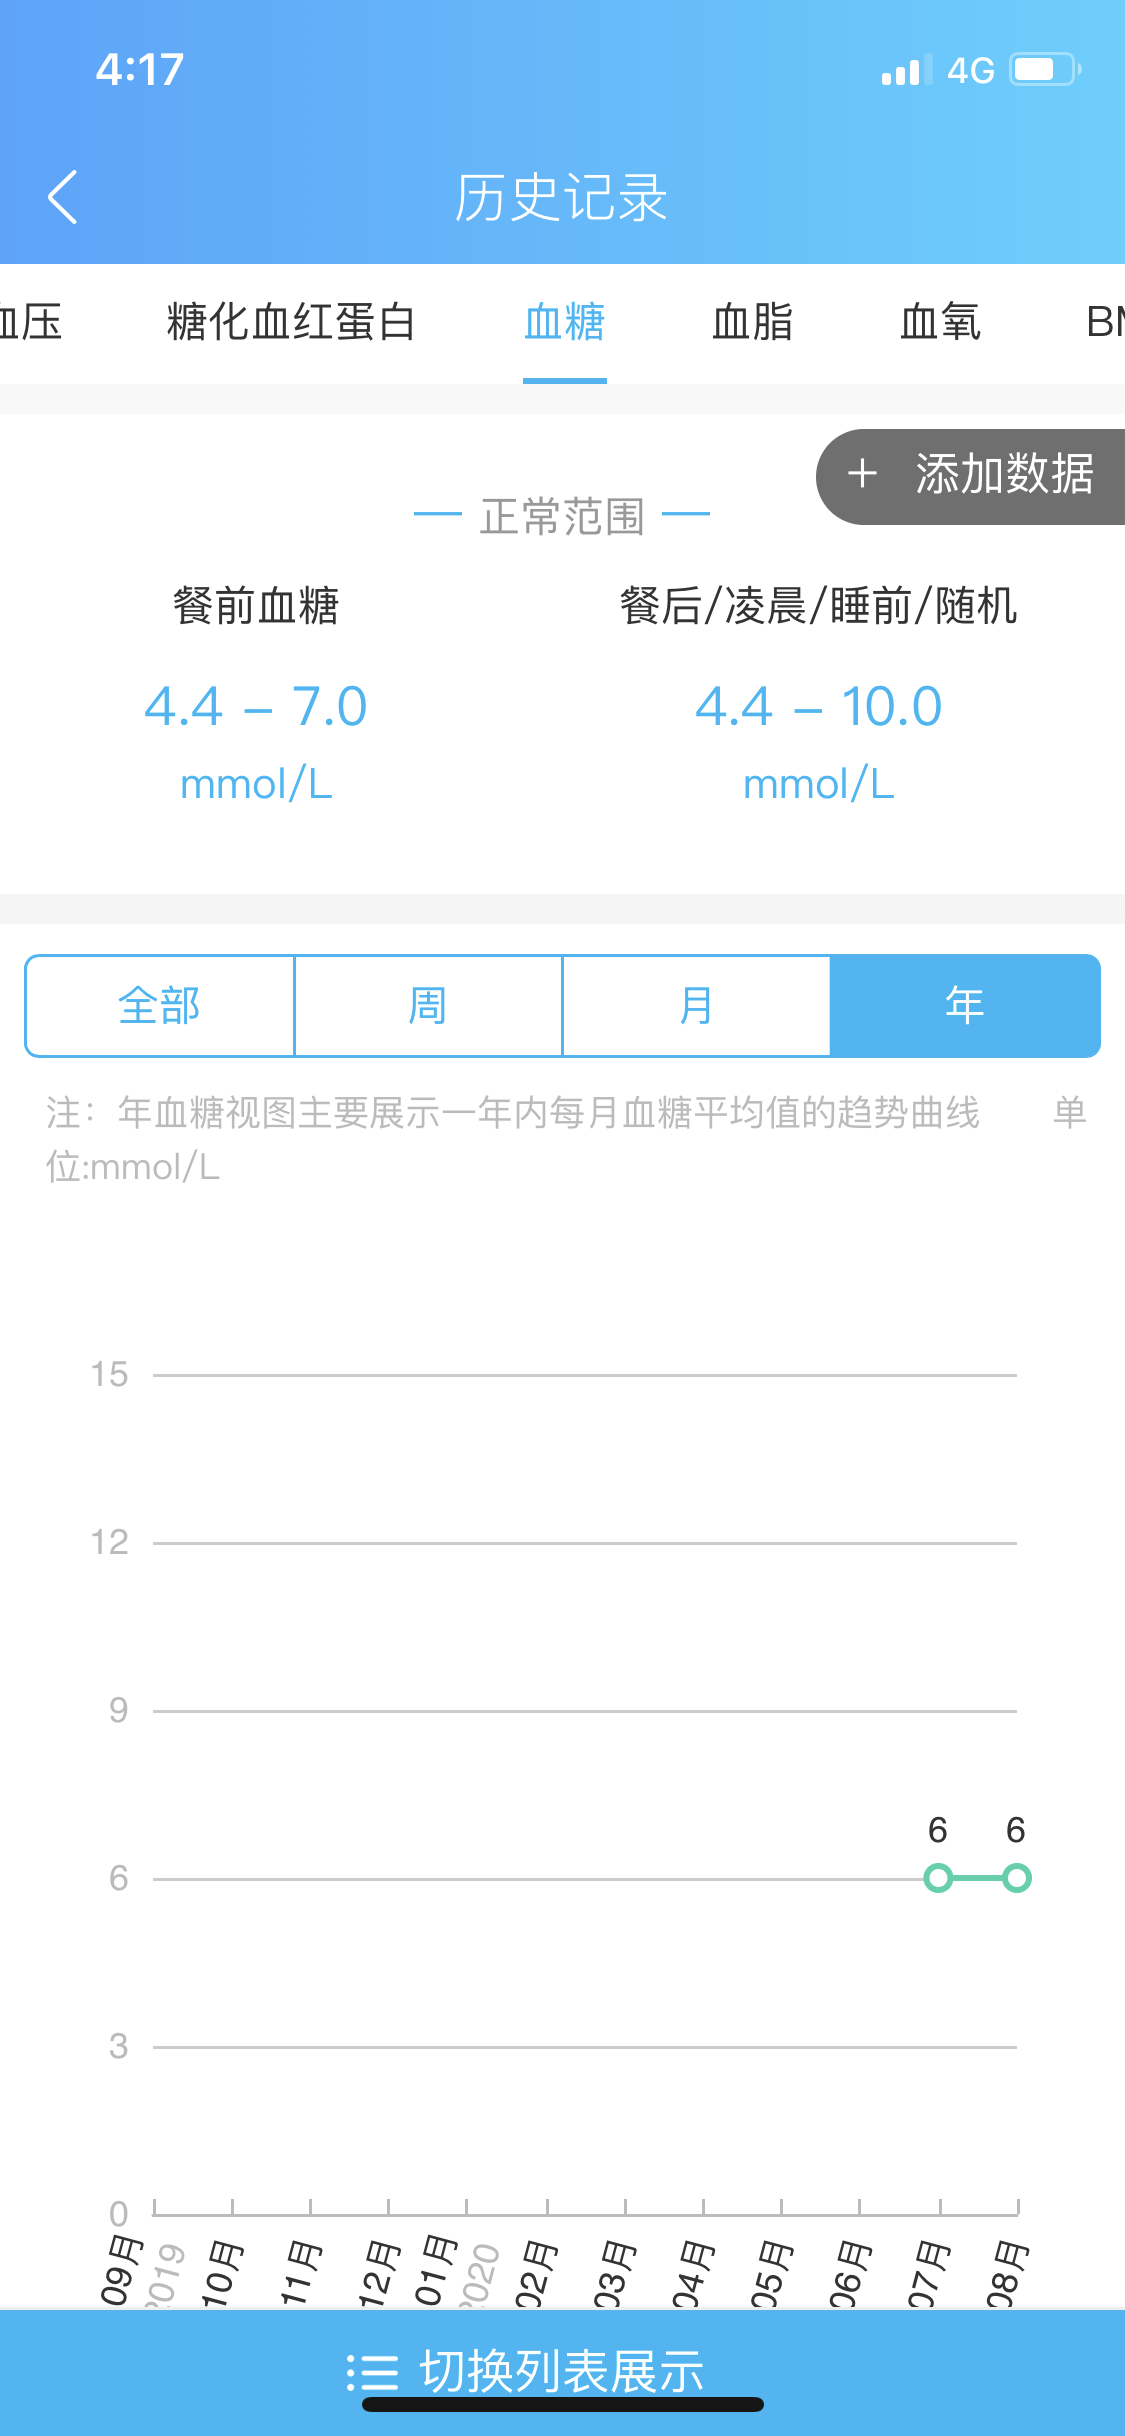 4:17 4G
历史记录
血压 糖化血红蛋白 血糖 血脂 血氧
+ 添加数据
正常范围
餐前血糖 餐后/凌晨/睡前/随机
4.4 – 7.0 4.4 – 10.0
mmol/L mmol/L
全部 周 月 年
注：年血糖视图主要展示一年内每月血糖平均值的趋势曲线 单
位:mmol/L
15
12
9
6 6
6
3
0
09月 10月 11月 12月 01月 02月 03月 04月 05月 06月 07月 08月
2019 2020
切换列表展示